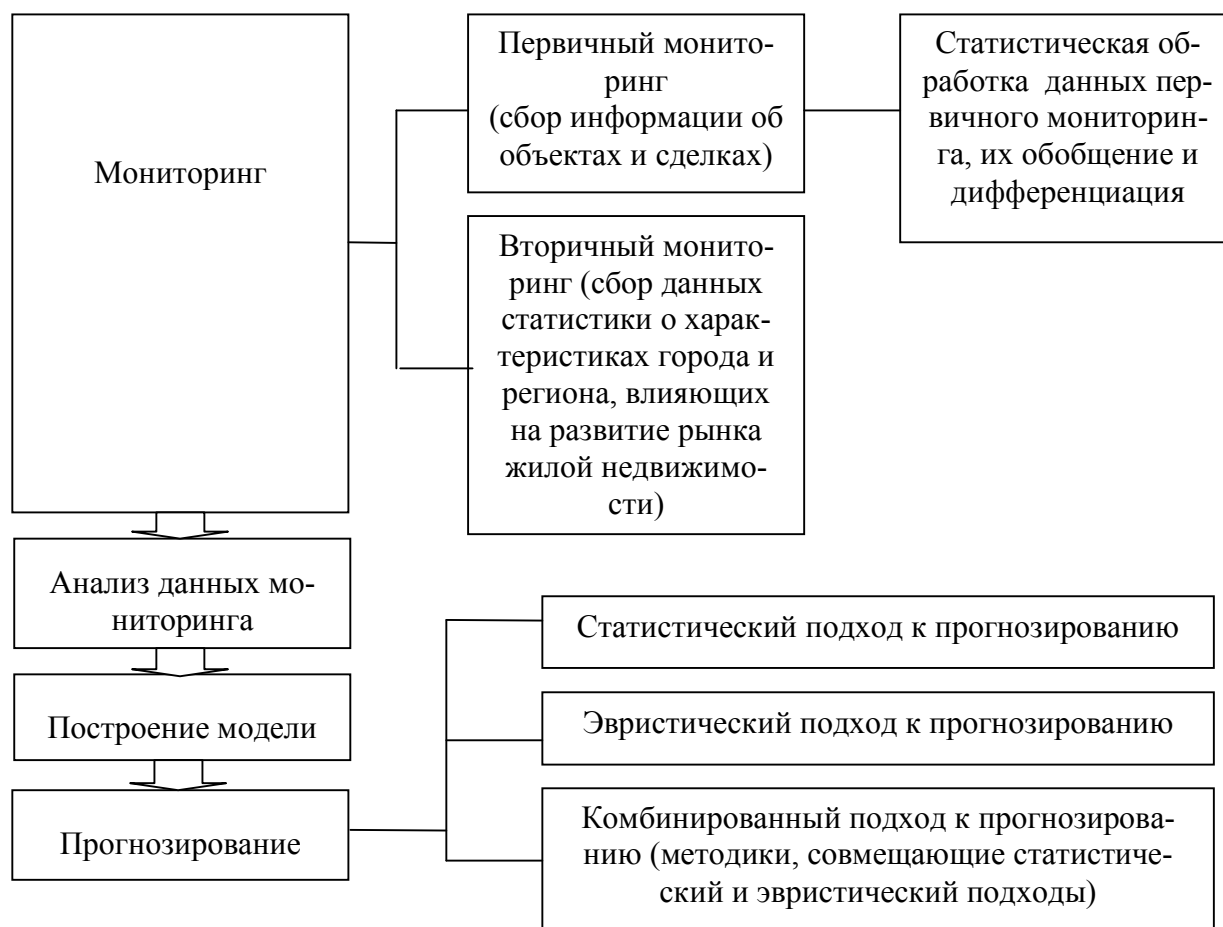 Мониторинг
Первичный монито-
ринг
(сбор информации об
объектах и сделках)
Статистическая об-
работка данных пер-
вичного мониторин-
га, их обобщение и
дифференциация
Вторичный монито-
ринг (сбор данных
статистики о харак-
теристиках города и
региона, влияющих
на развитие рынка
жилой недвижимо-
сти)
Анализ данных мо-
ниторинга
Построение модели
Прогнозирование
Статистический подход к прогнозированию
Эвристический подход к прогнозированию
Комбинированный подход к прогнозирова-
нию (методики, совмещающие статистиче-
ский и эвристический подходы)